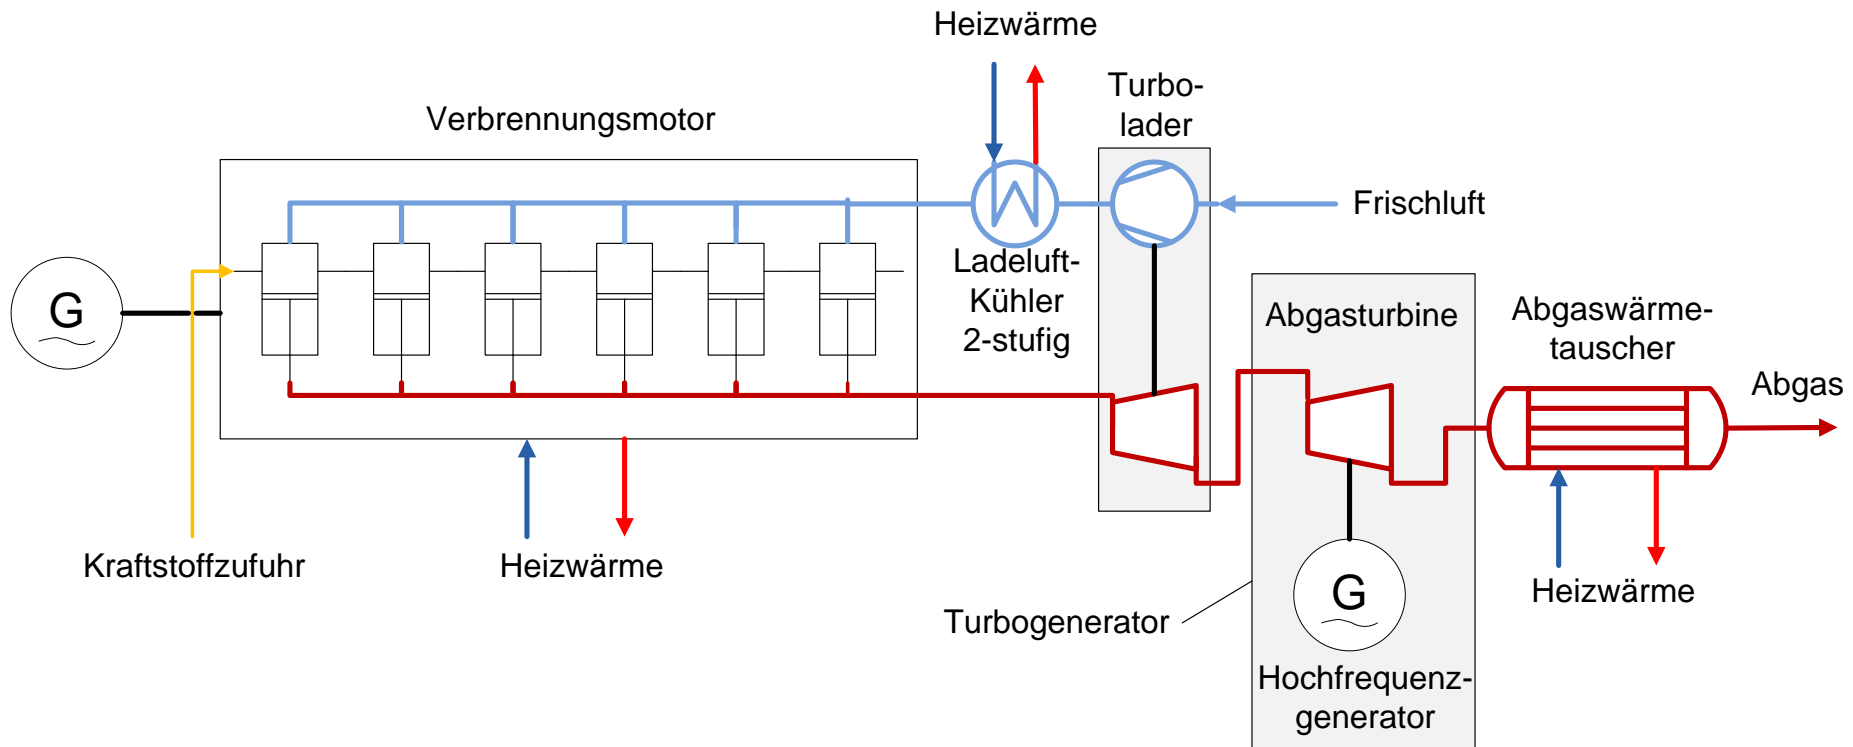 Heizwärme
Turbo-
lader
Verbrennungsmotor
Frischluft
Ladeluft-
Kühler
2-stufig
G
Abgasturbine
Abgaswärme-
tauscher
Abgas
Kraftstoffzufuhr
Heizwärme
Heizwärme
G
Turbogenerator
Hochfrequenz-
generator